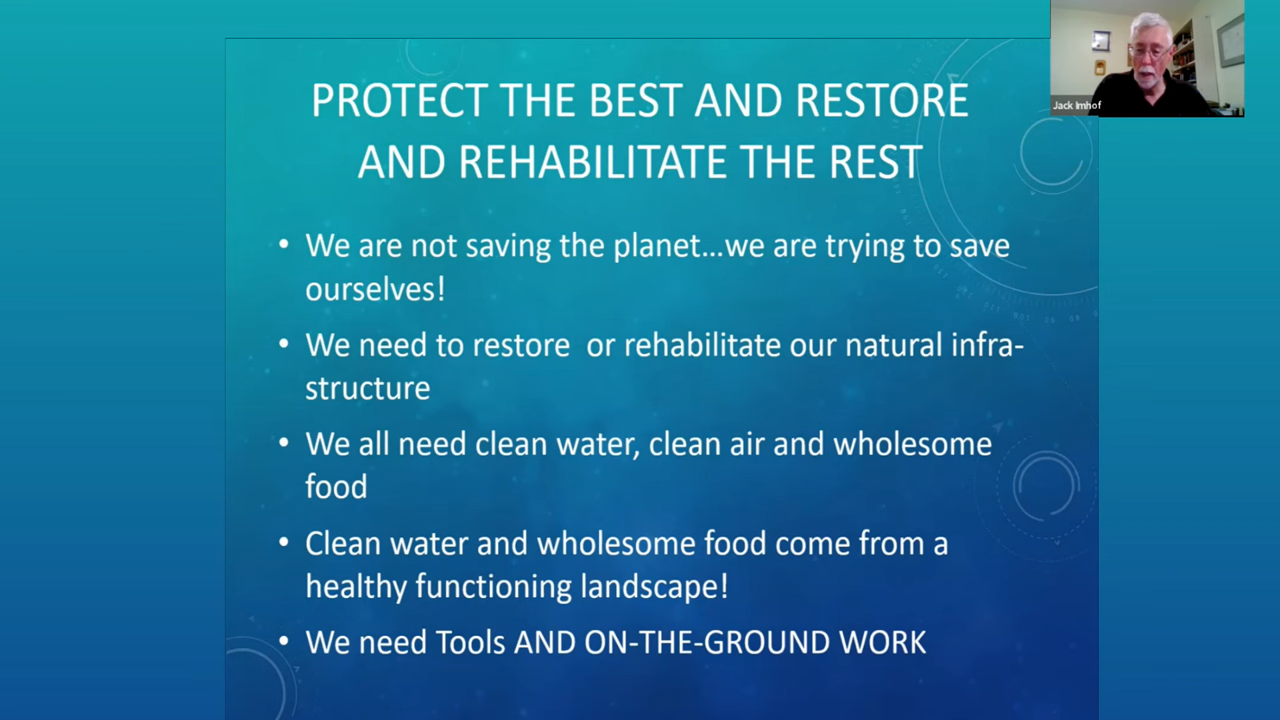 PROTECT THE BEST AND RESTORE
AND REHABILITATE THE REST
Jack Imhof
• We are not saving the planet...we are trying to save
ourselves!
• We need to restore  or rehabilitate our natural infra-
structure
• We all need clean water, clean air and wholesome
food
• Clean water and wholesome food come from a
healthy functioning landscape!
• We need Tools AND ON-THE-GROUND WORK